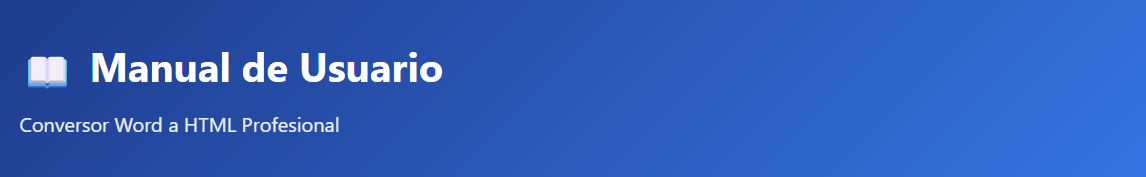 Manual de Usuario
Conversor Word a HTML Profesional